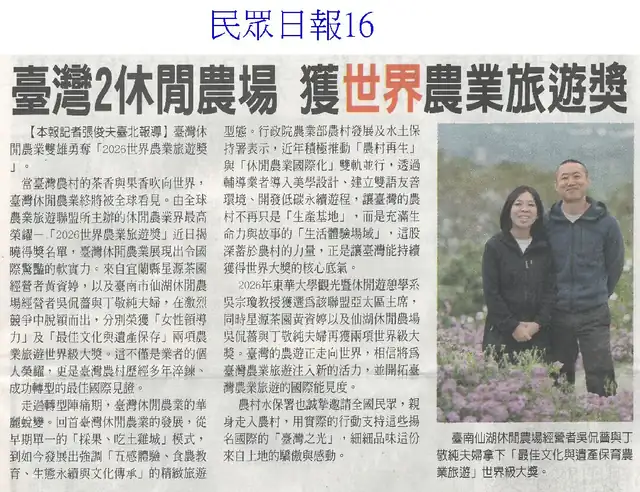 民眾日報16
臺灣2休閒農場 獲世界農業旅遊獎
【本報記者張俊夫臺北報導】臺灣休
閒農業雙雄勇奪「2026世界農業旅遊獎
」。
當臺灣農村的茶香與果香吹向世界,
臺灣休閒農業終將被全球看見。由全球
農業旅遊聯盟所主辦的休閒農業界最高
榮耀—「2026世界農業旅遊獎」近日揭
曉得獎名單,臺灣休閒農業展現出令國
際驚豔的軟實力。來自宜蘭縣星源茶園
經營者黃資婷,以及臺南市仙湖休閒農
場經營者吳侃薔與丁敬純夫婦,在激烈
競爭中脫穎而出,分別榮獲「女性領導
力」及「最佳文化與遺產保存」兩項農
業旅遊世界級大獎。這不僅是業者的個
人榮耀,更是臺灣農村歷經多年淬鍊、
成功轉型的最佳國際見證。
走過轉型陣痛期,臺灣休閒農業的華
麗蛻變。回首臺灣休閒農業的發展,從
早期單一的「採果、吃土雞城」模式,
到如今發展出強調「五感體驗、食農教
育、生態永續與文化傳承」的精緻旅遊
型態。行政院農業部農村發展及水土保
持署表示,近年積極推動「農村再生」
與「休閒農業國際化」雙軌並行,透過
輔導業者導入美學設計、建立雙語友善
環境、開發低碳永續遊程,讓臺灣的農
村不再只是「生產基地」,而是充滿生
命力與故事的「生活體驗場域」,這股
深蓄於農村的力量,正是讓臺灣能持續
獲得世界大獎的核心底氣。
2026年東華大學觀光暨休閒遊憩學系
吳宗瓊教授獲選為該聯盟亞太區主席,
同時星源茶園黃資婷以及仙湖休閒農場
吳侃薔與丁敬純夫婦再獲兩項世界級大
獎。臺灣的農遊正走向世界,相信將為
臺灣農業旅遊注入新的活力,並開拓臺
灣農業旅遊的國際能見度。
農村水保署也誠摯邀請全國民眾,親
身走入農村,用實際的行動支持這些揚
名國際的「臺灣之光」,細細品味這份
來自土地的驕傲與感動。
臺南仙湖休閒農場經營者吳侃薔與丁
敬純夫婦拿下「最佳文化與遺產保育農
業旅遊」世界級大獎。